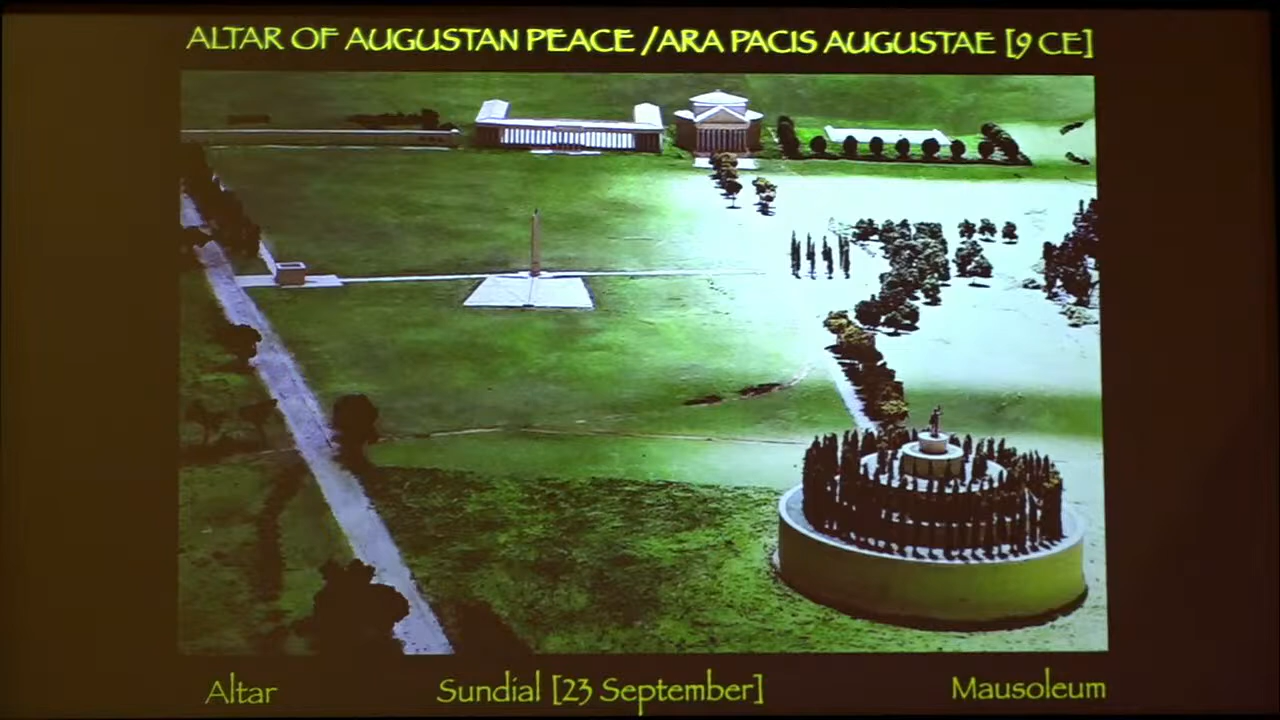 ALTAR OF AUGUSTAN PEACE /ARA PACIS AUGUSTAE [9 CE]
Altar
Sundial [23 September]
Mausoleum